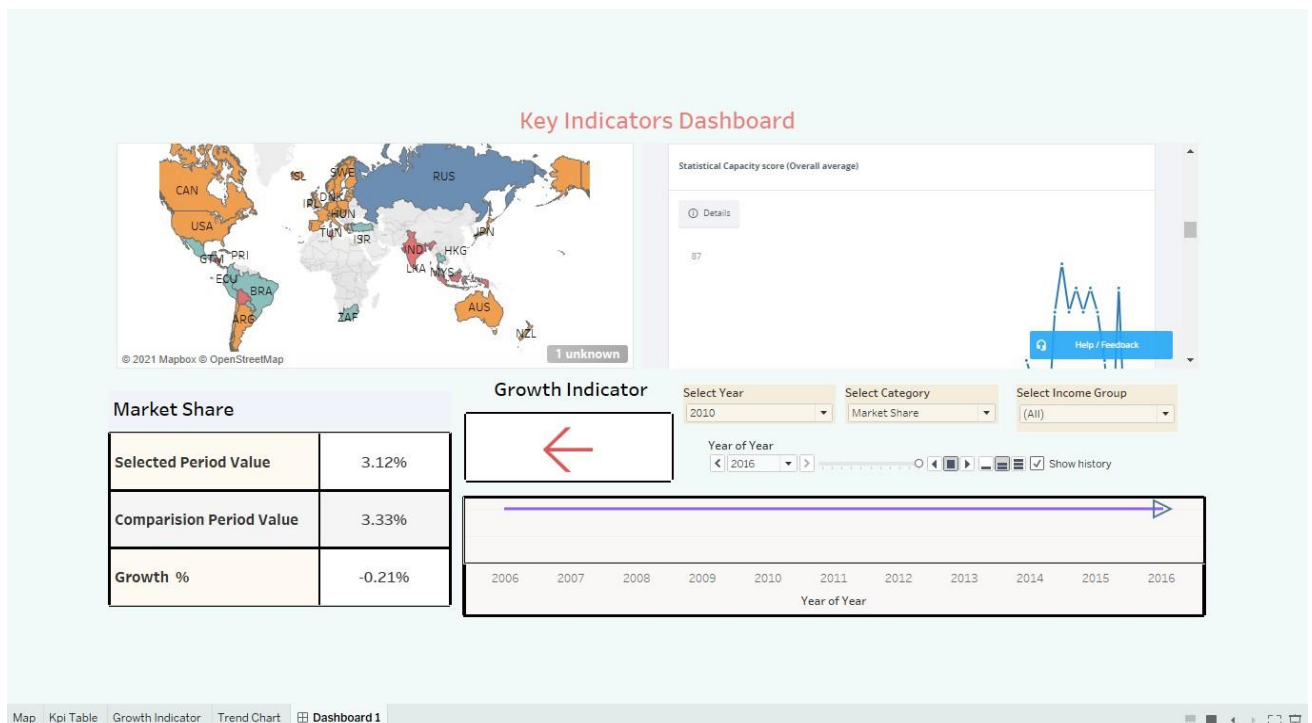 Key Indicators Dashboard
CAN
ISL
SWE
RUS
DNK
IRL
HUN
USA
TUN
ISR
JPN
IND
HKG
GTM
PRI
LKA
MYS
ECU
BRA
AUS
ARG
ZAF
NZL
© 2021 Mapbox © OpenStreetMap
1 unknown
Statistical Capacity score (Overall average)
Details
87
Help / Feedback
Market Share
Selected Period Value 3.12%
Comparision Period Value 3.33%
Growth % -0.21%
Growth Indicator
Select Year
2010
Select Category
Market Share
Select Income Group
(All)
Year of Year
2016
Show history
2006 2007 2008 2009 2010 2011 2012 2013 2014 2015 2016
Year of Year
Map Kpi Table Growth Indicator Trend Chart Dashboard 1